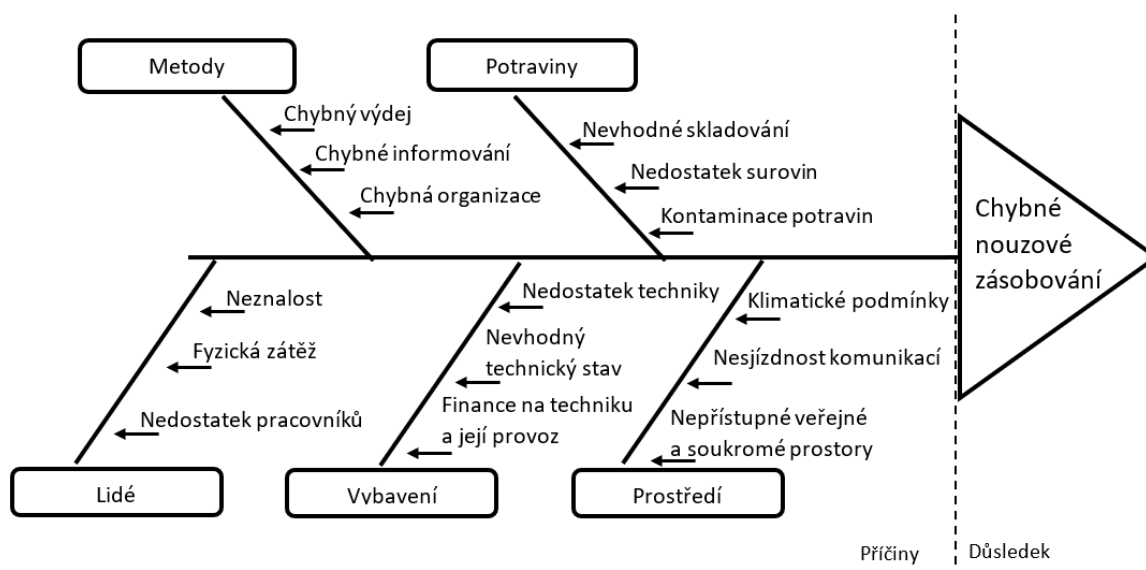 Metody
Potraviny
Chybný výdej
Chybné informování
Chybná organizace
Nevhodné skladování
Nedostatek surovin
Kontaminace potravin
Chybné
nouzové
zásobování
Neznalost
Fyzická zátěž
Nedostatek pracovníků
Nedostatek techniky
Nevhodný
technický stav
Finance na techniku
a její provoz
Klimatické podmínky
Nesjízdnost komunikací
Nepřístupné veřejné
a soukromé prostory
Lidé
Vybavení
Prostředí
Příčiny
Důsledek